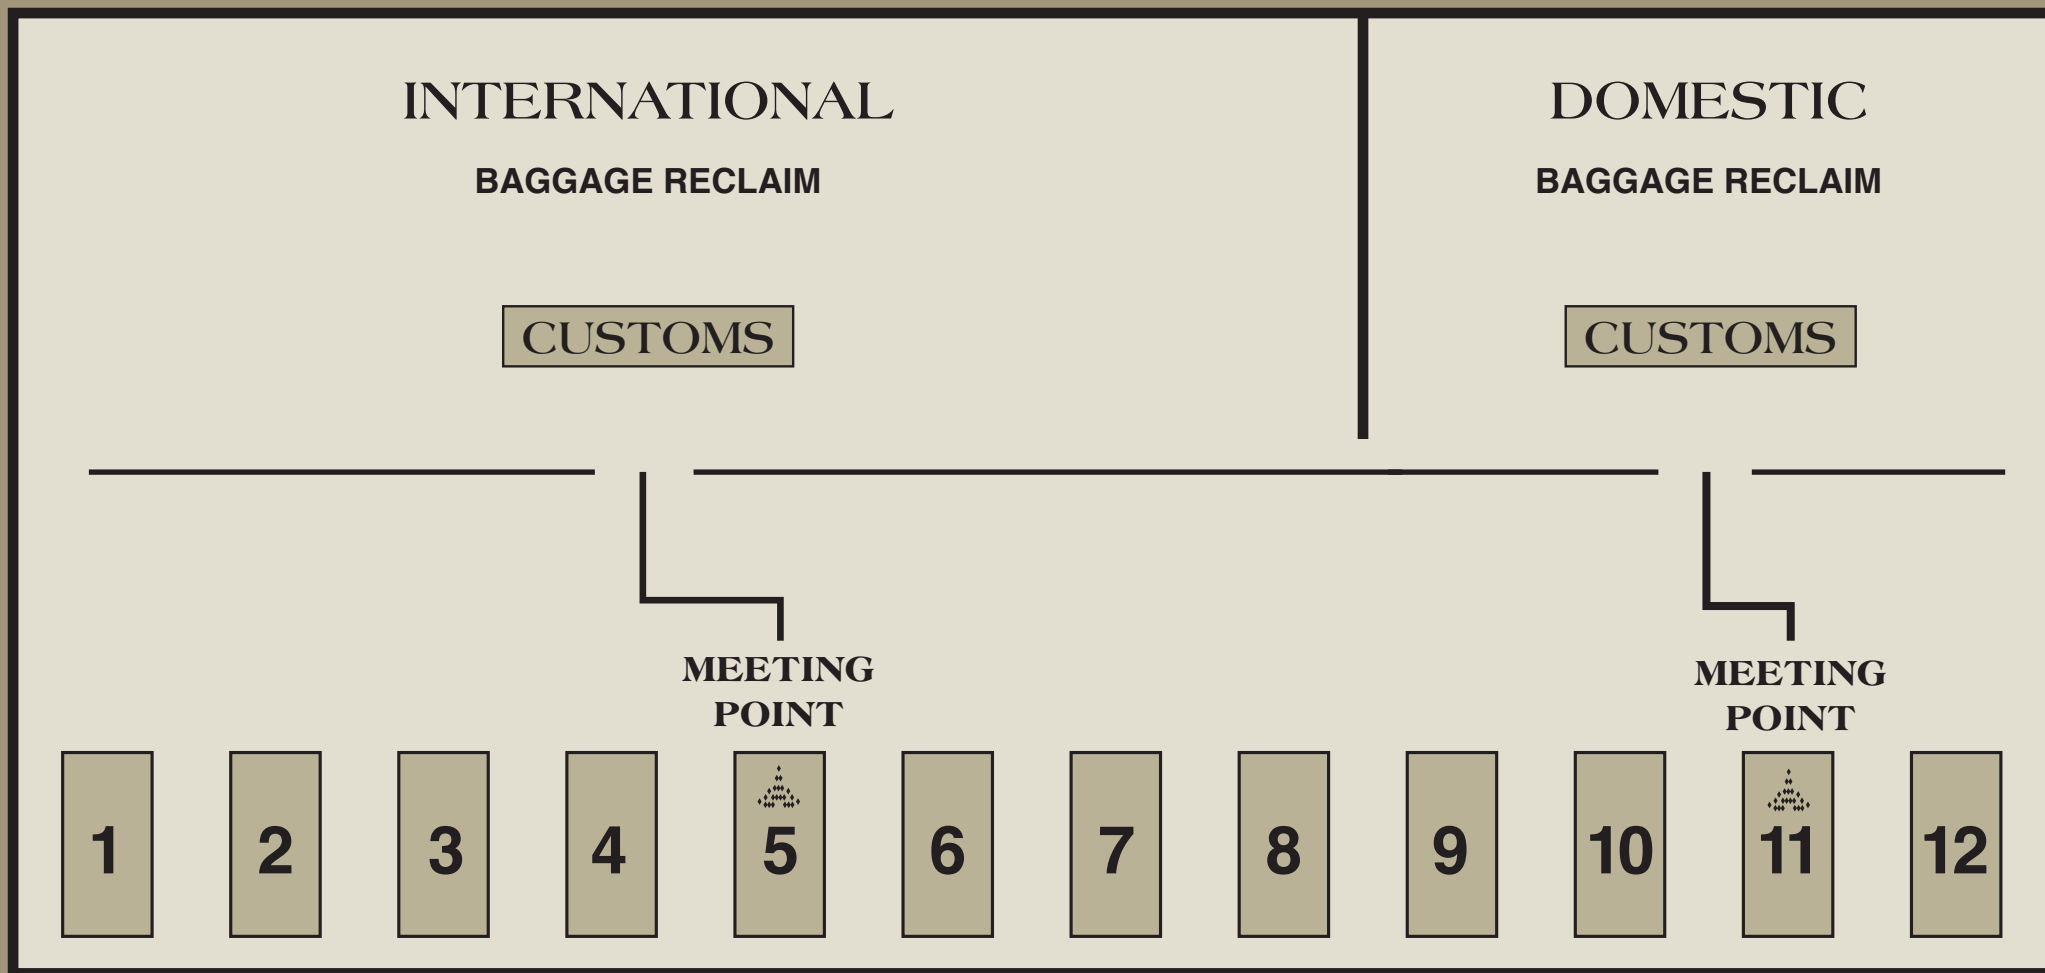 INTERNATIONAL
BAGGAGE RECLAIM
CUSTOMS
DOMESTIC
BAGGAGE RECLAIM
CUSTOMS
MEETING
POINT
MEETING
POINT
1 2 3 4 5 6 7 8 9 10 11 12